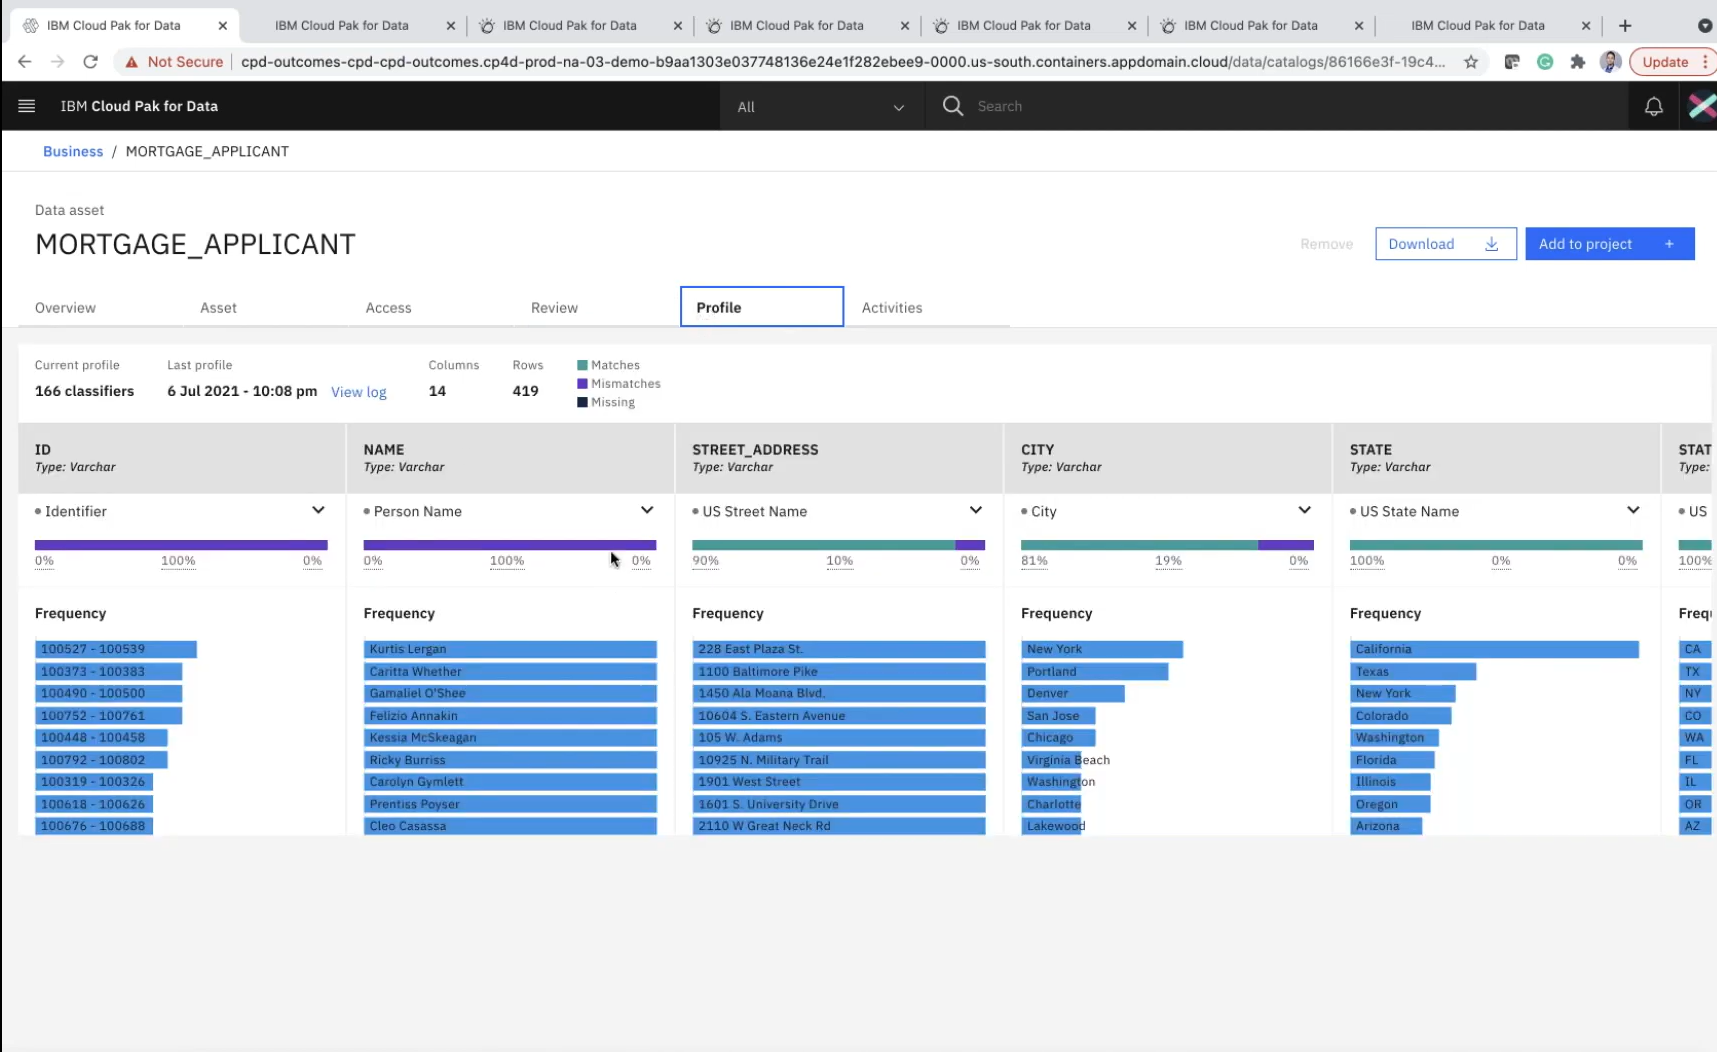 IBM Cloud Pak for Data
IBM Cloud Pak for Data
IBM Cloud Pak for Data
IBM Cloud Pak for Data
IBM Cloud Pak for Data
IBM Cloud Pak for Data
IBM Cloud Pak for Data
Not Secure
cpd-outcomes-cpd-cpd-outcomes.cp4d-prod-na-03-demo-b9aa1303e037748136e24e1f282ebee9-0000.us-south.containers.appdomain.cloud/data/catalogs/86166e3f-19c4...
Update
IBM Cloud Pak for Data
All
Search
Business / MORTGAGE_APPLICANT
Data asset
MORTGAGE_APPLICANT
Remove
Download
Add to project +
Overview
Asset
Access
Review
Profile
Activities
Current profile
166 classifiers
Last profile
6 Jul 2021 - 10:08 pm
View log
Columns
14
Rows
419
Matches
Mismatches
Missing
ID
Type: Varchar
Identifier
0% 100% 0%
Frequency
100527 - 100539
100373 - 100383
100490 - 100500
100752 - 100761
100448 - 100458
100792 - 100802
100319 - 100326
100618 - 100626
100676 - 100688
NAME
Type: Varchar
Person Name
0% 100% 0%
Frequency
Kurtis Lergan
Caritta Whether
Gamaliel O'Shee
Felizio Annakin
Kessia McSkeagan
Ricky Burriss
Carolyn Gymlett
Prentiss Poyser
Cleo Casassa
STREET_ADDRESS
Type: Varchar
US Street Name
90% 10% 0%
Frequency
228 East Plaza St.
1100 Baltimore Pike
1450 Ala Moana Blvd.
10604 S. Eastern Avenue
105 W. Adams
10925 N. Military Trail
1901 West Street
1601 S. University Drive
2110 W Great Neck Rd
CITY
Type: Varchar
City
81% 19% 0%
Frequency
New York
Portland
Denver
San Jose
Chicago
Virginia Beach
Washington
Charlotte
Lakewood
STATE
Type: Varchar
US State Name
100% 0% 0%
Frequency
California
Texas
New York
Colorado
Washington
Florida
Illinois
Oregon
Arizona
STAT
Type:
US
100%
Frequ
CA
TX
NY
CO
WA
FL
IL
OR
AZ